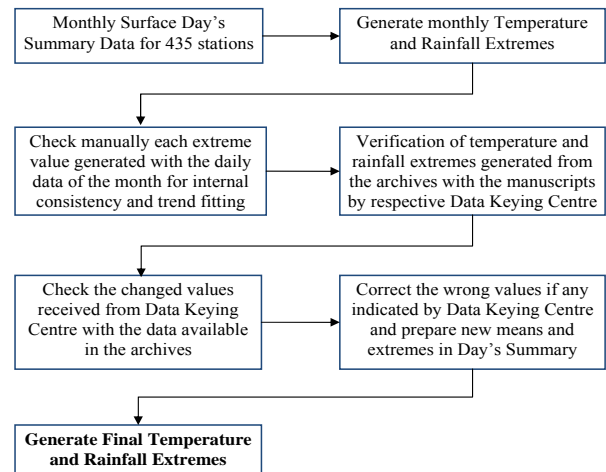 Monthly Surface Day's
Summary Data for 435 stations
Generate monthly Temperature
and Rainfall Extremes
Check manually each extreme
value generated with the daily
data of the month for internal
consistency and trend fitting
Verification of temperature and
rainfall extremes generated from
the archives with the manuscripts
by respective Data Keying Centre
Check the changed values
received from Data Keying
Centre with the data available
in the archives
Correct the wrong values if any
indicated by Data Keying Centre
and prepare new means and
extremes in Day's Summary
Generate Final Temperature
and Rainfall Extremes